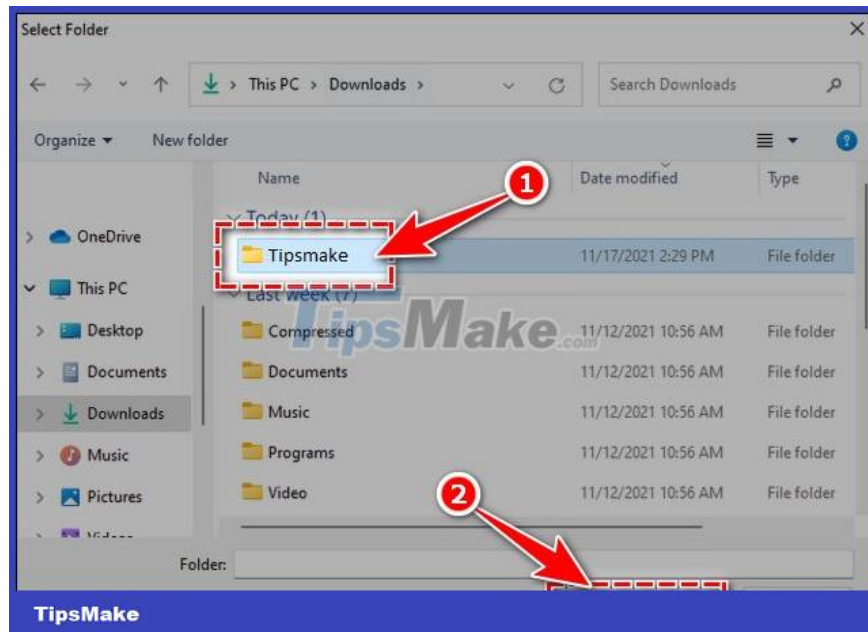 Select Folder
This PC > Downloads >
Search Downloads
Organize
New folder
?
Name
Date modified
Type
1
Today (1)
OneDrive
Tipsmake
11/17/2021 2:29 PM
File folder
This PC
Last week (7)
Desktop
Compressed
11/12/2021 10:56 AM
File folder
TipsMake.com
Documents
Documents
11/12/2021 10:56 AM
File folder
Downloads
Music
11/12/2021 10:56 AM
File folder
Music
Programs
11/12/2021 10:56 AM
File folder
Pictures
Video
11/12/2021 10:56 AM
File folder
2
Videos
Folder:
TipsMake